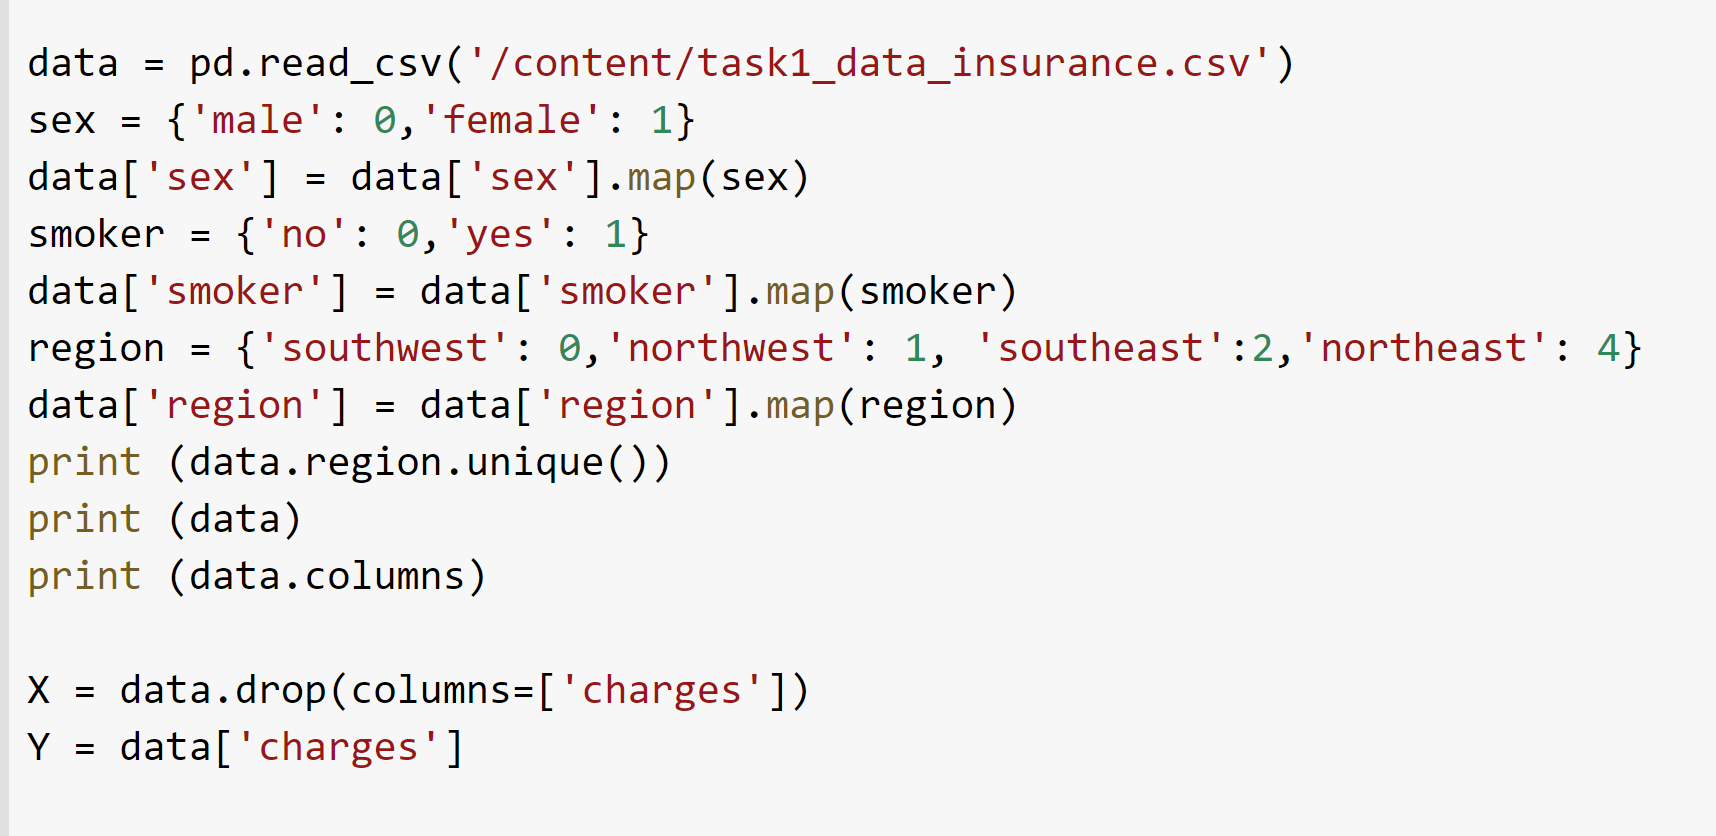 data = pd.read_csv('/content/task1_data_insurance.csv')
sex = {'male': 0,'female': 1}
data['sex'] = data['sex'].map(sex)
smoker = {'no': 0,'yes': 1}
data['smoker'] = data['smoker'].map(smoker)
region = {'southwest': 0,'northwest': 1, 'southeast':2,'northeast': 4}
data['region'] = data['region'].map(region)
print (data.region.unique())
print (data)
print (data.columns)
X = data.drop(columns=['charges'])
Y = data['charges']